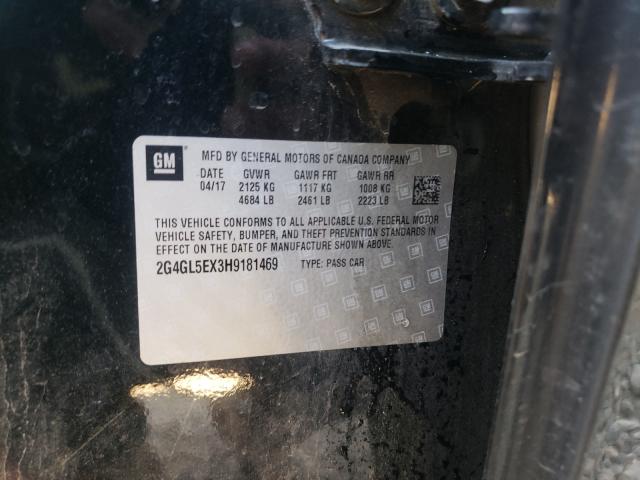 GM
MFD BY GENERAL MOTORS OF CANADA COMPANY
DATE GVWR GAWR FRT GAWR RR
04/17 2125 KG 1117 KG 1008 KG
4684 LB 2461 LB 2223 LB
THIS VEHICLE CONFORMS TO ALL APPLICABLE U.S. FEDERAL MOTOR
VEHICLE SAFETY, BUMPER, AND THEFT PREVENTION STANDARDS IN
EFFECT ON THE DATE OF MANUFACTURE SHOWN ABOVE.
2G4GL5EX3H9181469 TYPE: PASS CAR